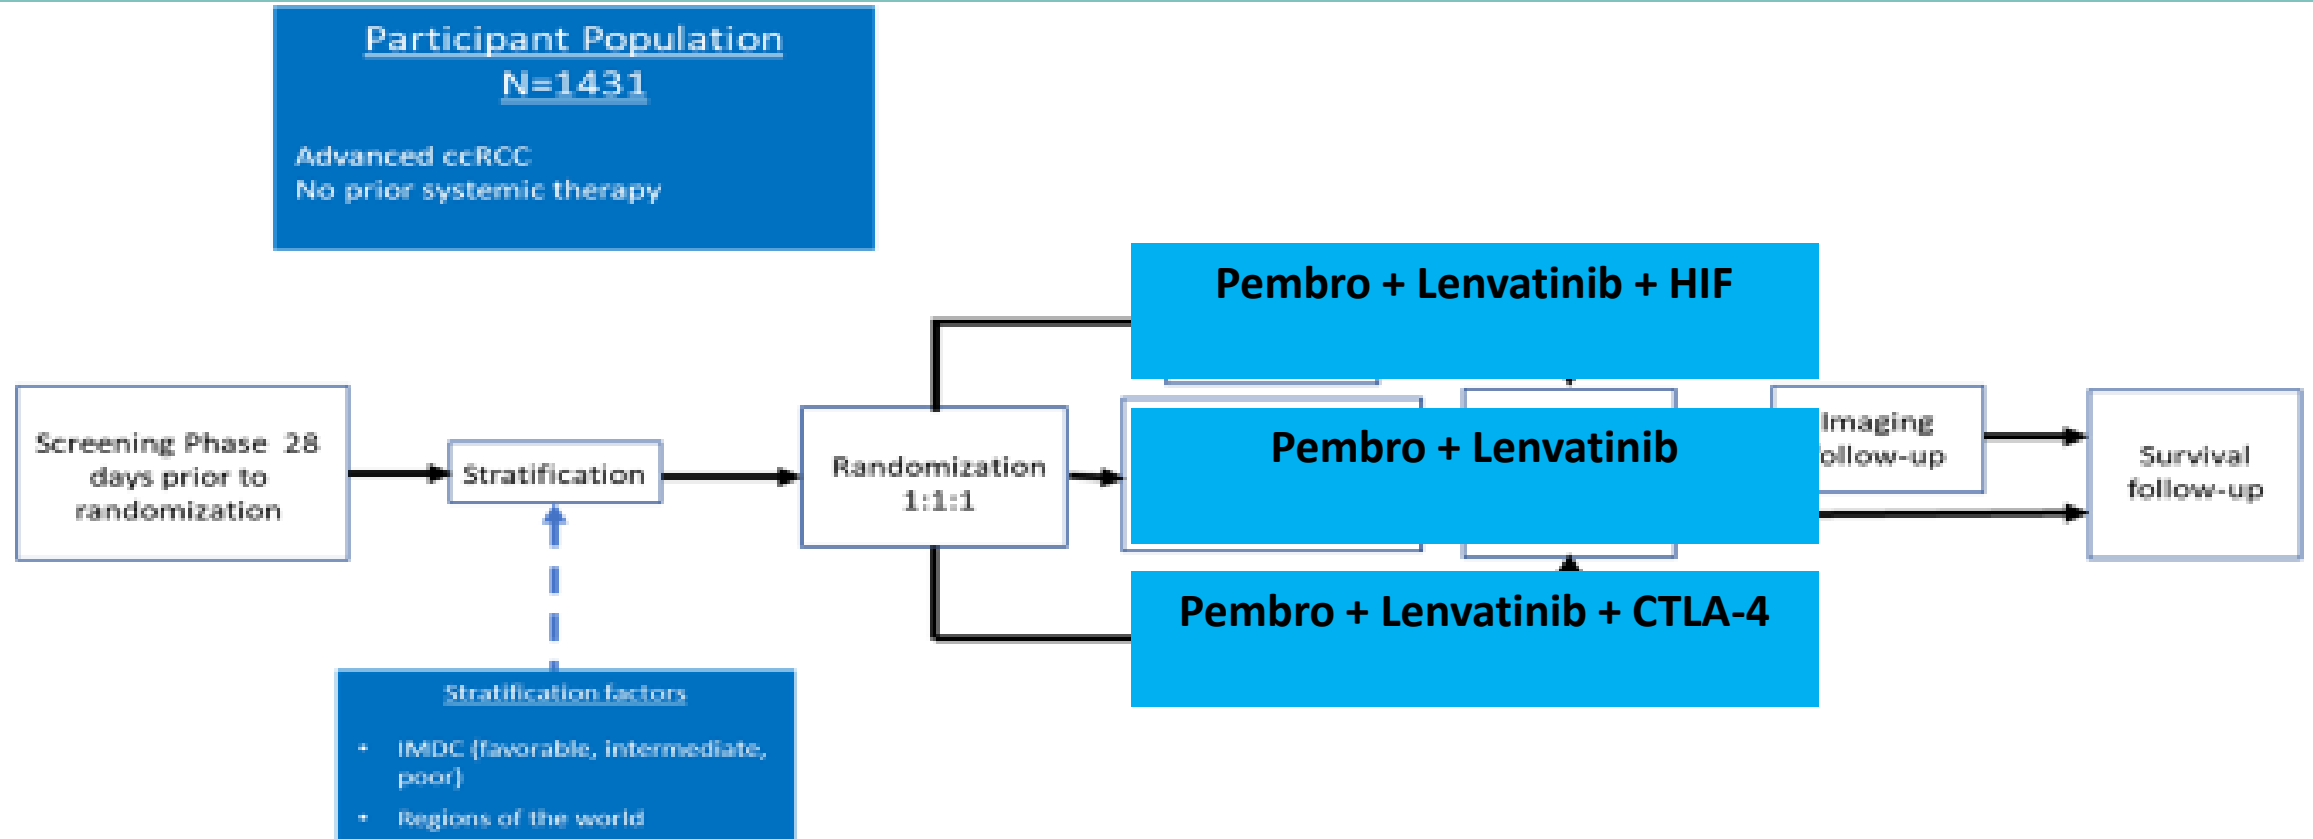 Participant Population
N=1431
Advanced ccRCC
No prior systemic therapy
Pembro + Lenvatinib + HIF
Screening Phase 28
days prior to
randomization
Stratification
Randomization
1:1:1
Pembro + Lenvatinib
Imaging
ollow-up
Survival
follow-up
Pembro + Lenvatinib + CTLA-4
Stratification factors
• IMDC (favorable, intermediate,
poor)
• Regions of the world